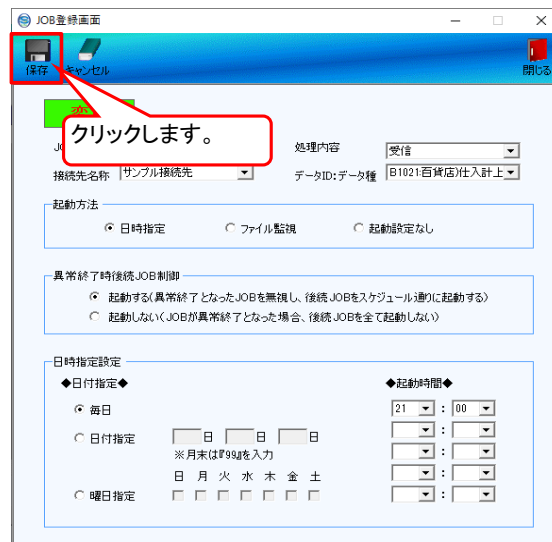 JOB登録画面
保存 キャンセル 閉じる
クリックします。
処理内容 受信
接続先名称 サンプル接続先 データID:データ種 B1021:百貨店)仕入計上
起動方法
日時指定 ファイル監視 起動設定なし
異常終了時後続JOB制御
起動する(異常終了となったJOBを無視し、後続JOBをスケジュール通りに起動する)
起動しない(JOBが異常終了となった場合、後続JOBを全て起動しない)
日時指定設定
◆日付指定◆ ◆起動時間◆
毎日 21 : 00
日付指定 日 日 日 :
※月末は『99』を入力 :
日 月 火 水 木 金 土 :
曜日指定 :